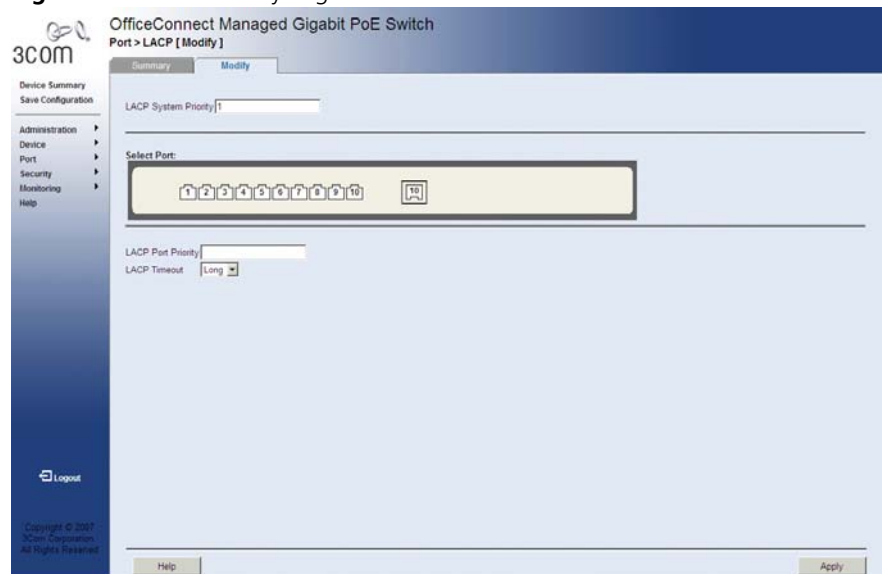 OfficeConnect Managed Gigabit PoE Switch
3com
Port > LACP [ Modify ]
Summary
Modify
Device Summary
Save Configuration
LACP System Priority 1
Administration
Device
Port
Security
Monitoring
Help
Select Port:
1 2 3 4 5 6 7 8 9 10 10
LACP Port Priority
LACP Timeout Long
Logout
Copyright © 2007
3Com Corporation
All Rights Reserved
Help
Apply